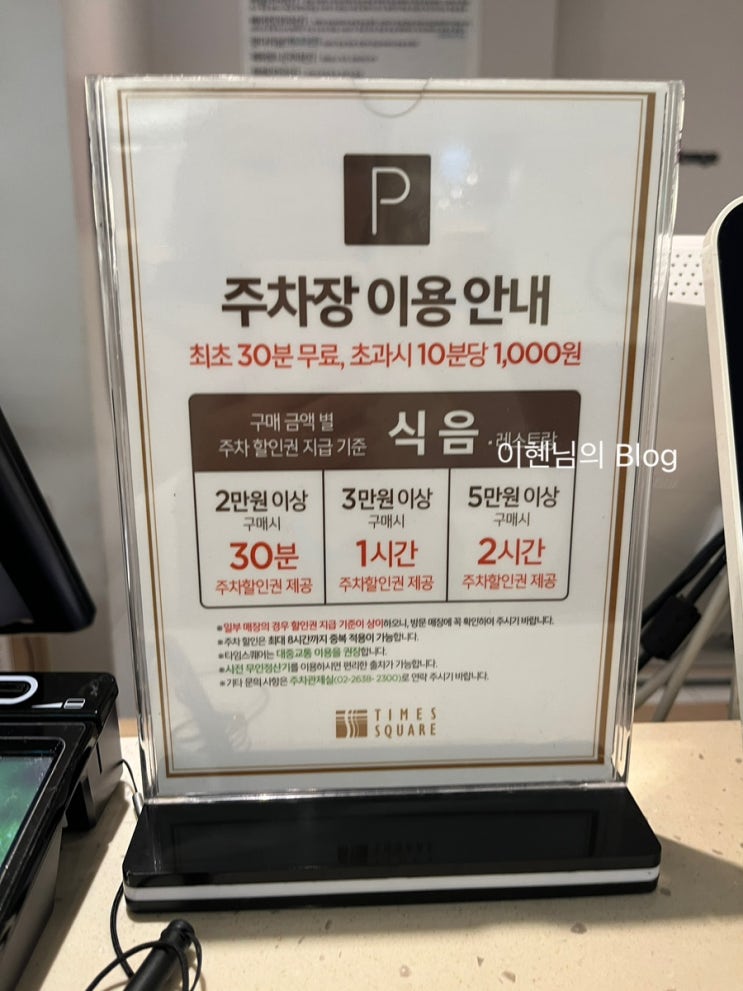 P
주차장 이용 안내
최초 30분 무료, 초과시 10분당 1,000원
구매 금액 별
주차 할인권 지급 기준
식음
이헨님의 Blog
2만원 이상
구매시
30분
주차할인권 제공
3만원 이상
구매시
1시간
주차할인권 제공
5만원 이상
구매시
2시간
주차할인권 제공
※일부 매장의 경우 할인권 지급 기준이 상이하오니, 방문 매장에 꼭 확인하여 주시기 바랍니다.
※주차 할인은 최대 8시간까지 중복 적용이 가능합니다.
※타임스퀘어는 대중교통 이용을 권장합니다.
※사전 무인정산기를 이용하시면 편리한 출차가 가능합니다.
※기타 문의 사항은 주차관제실(02-2638-2300)로 연락 주시기 바랍니다.
TIMES
SQUARE